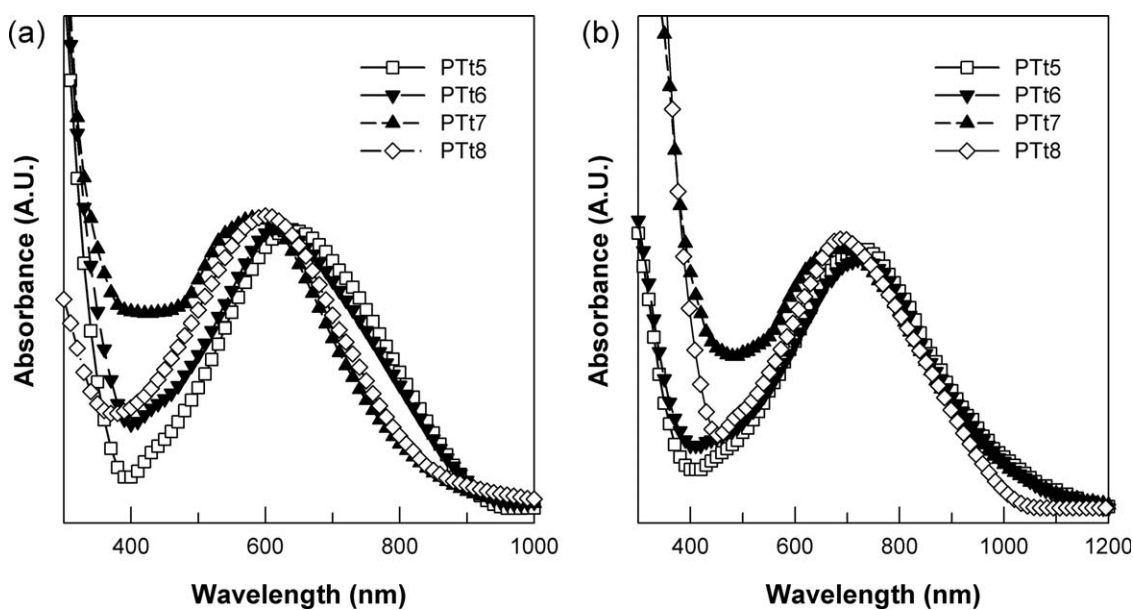 (a)
PTt5
PTt6
PTt7
PTt8
Absorbance (A.U.)
400 600 800 1000
Wavelength (nm)
(b)
PTt5
PTt6
PTt7
PTt8
Absorbance (A.U.)
400 600 800 1000 1200
Wavelength (nm)